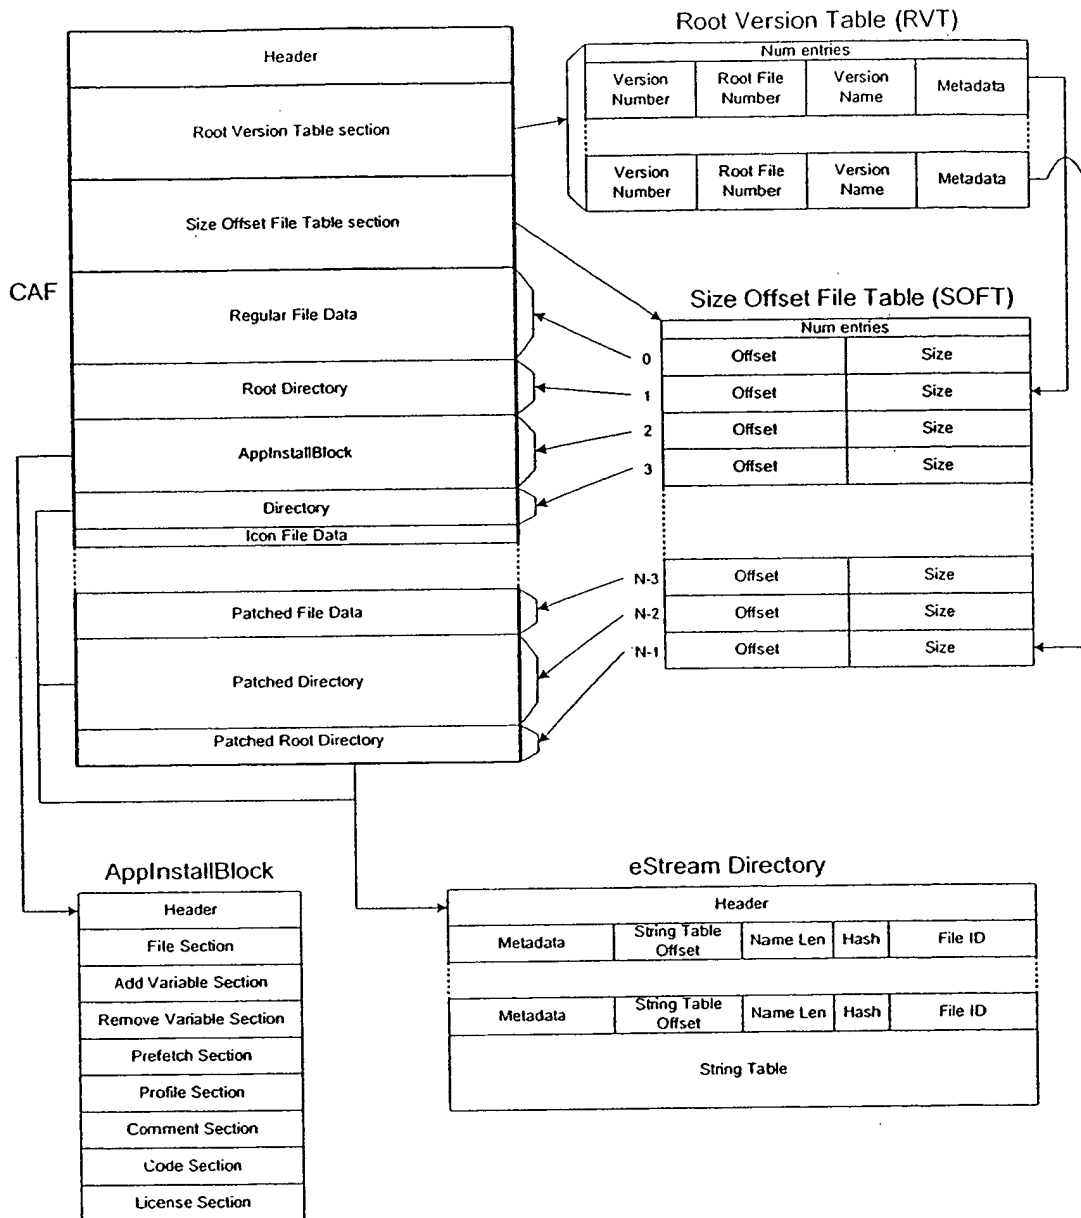 CAF
Header
Root Version Table section
Size Offset File Table section
Regular File Data
Root Directory
AppInstallBlock
Directory
Icon File Data
Patched File Data
Patched Directory
Patched Root Directory
Root Version Table (RVT)
Num entries
Version Number
Root File Number
Version Name
Metadata
Version Number
Root File Number
Version Name
Metadata
Size Offset File Table (SOFT)
Num entries
0 Offset Size
1 Offset Size
2 Offset Size
3 Offset Size
N-3 Offset Size
N-2 Offset Size
N-1 Offset Size
AppInstallBlock
Header
File Section
Add Variable Section
Remove Variable Section
Prefetch Section
Profile Section
Comment Section
Code Section
License Section
eStream Directory
Header
Metadata
String Table Offset
Name Len
Hash
File ID
Metadata
String Table Offset
Name Len
Hash
File ID
String Table